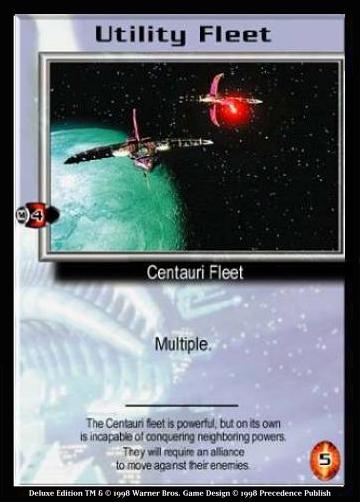 Utility Fleet
M 4
Centauri Fleet
Multiple.
The Centauri fleet is powerful, but on its own
is incapable of conquering neighboring powers.
They will require an alliance
to move against their enemies.
5
Deluxe Edition TM & © 1998 Warner Bros. Game Design © 1998 Precedence Publish